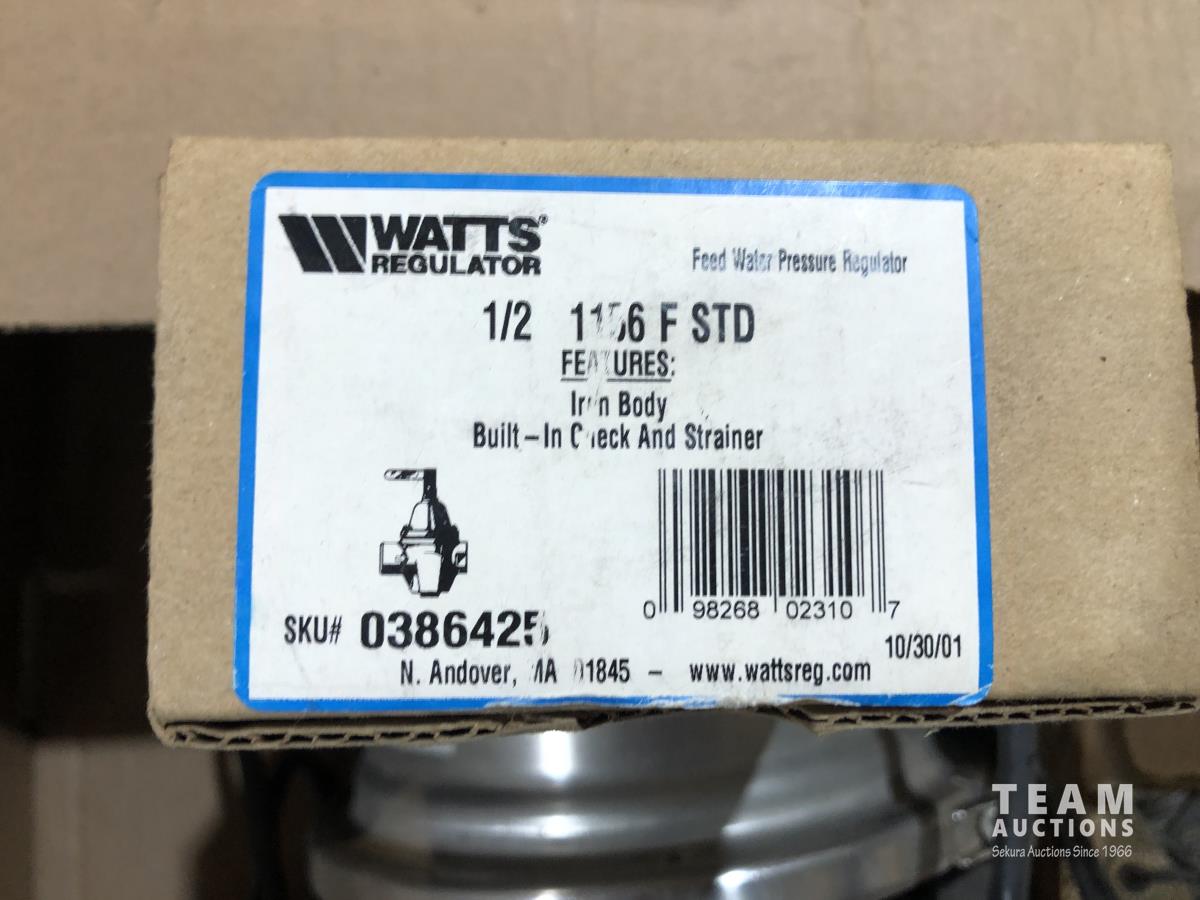 WATTS®
REGULATOR
Feed Water Pressure Regulator
1/2 1156 F STD
FEATURES:
Iron Body
Built-In Check And Strainer
0 98268 02310 7
SKU# 0386425
10/30/01
N. Andover, MA 01845 - www.wattsreg.com
TEAM
AUCTIONS
Sekura Auctions Since 1966